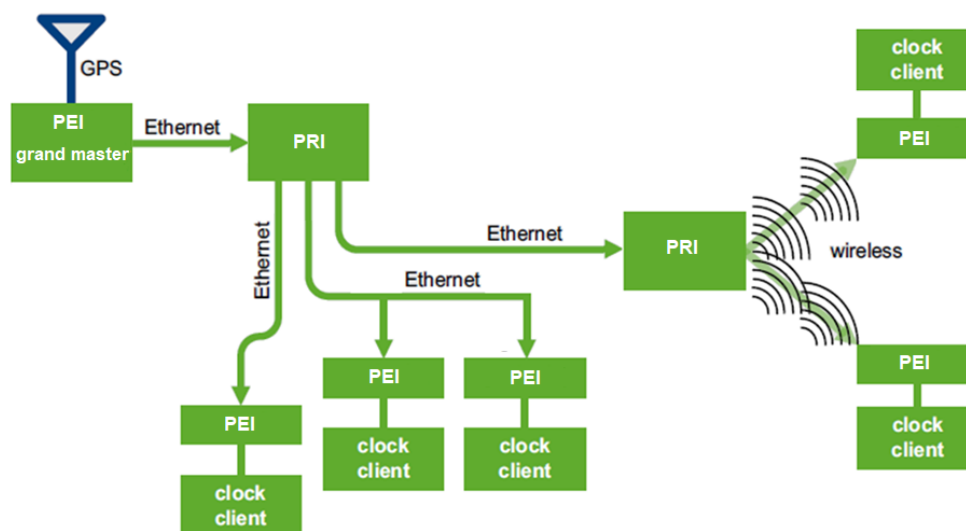 GPS
PEI
grand master
Ethernet
PRI
clock
client
PEI
Ethernet
Ethernet
Ethernet
PRI
wireless
PEI
clock
client
PEI
clock
client
PEI
clock
client
PEI
clock
client